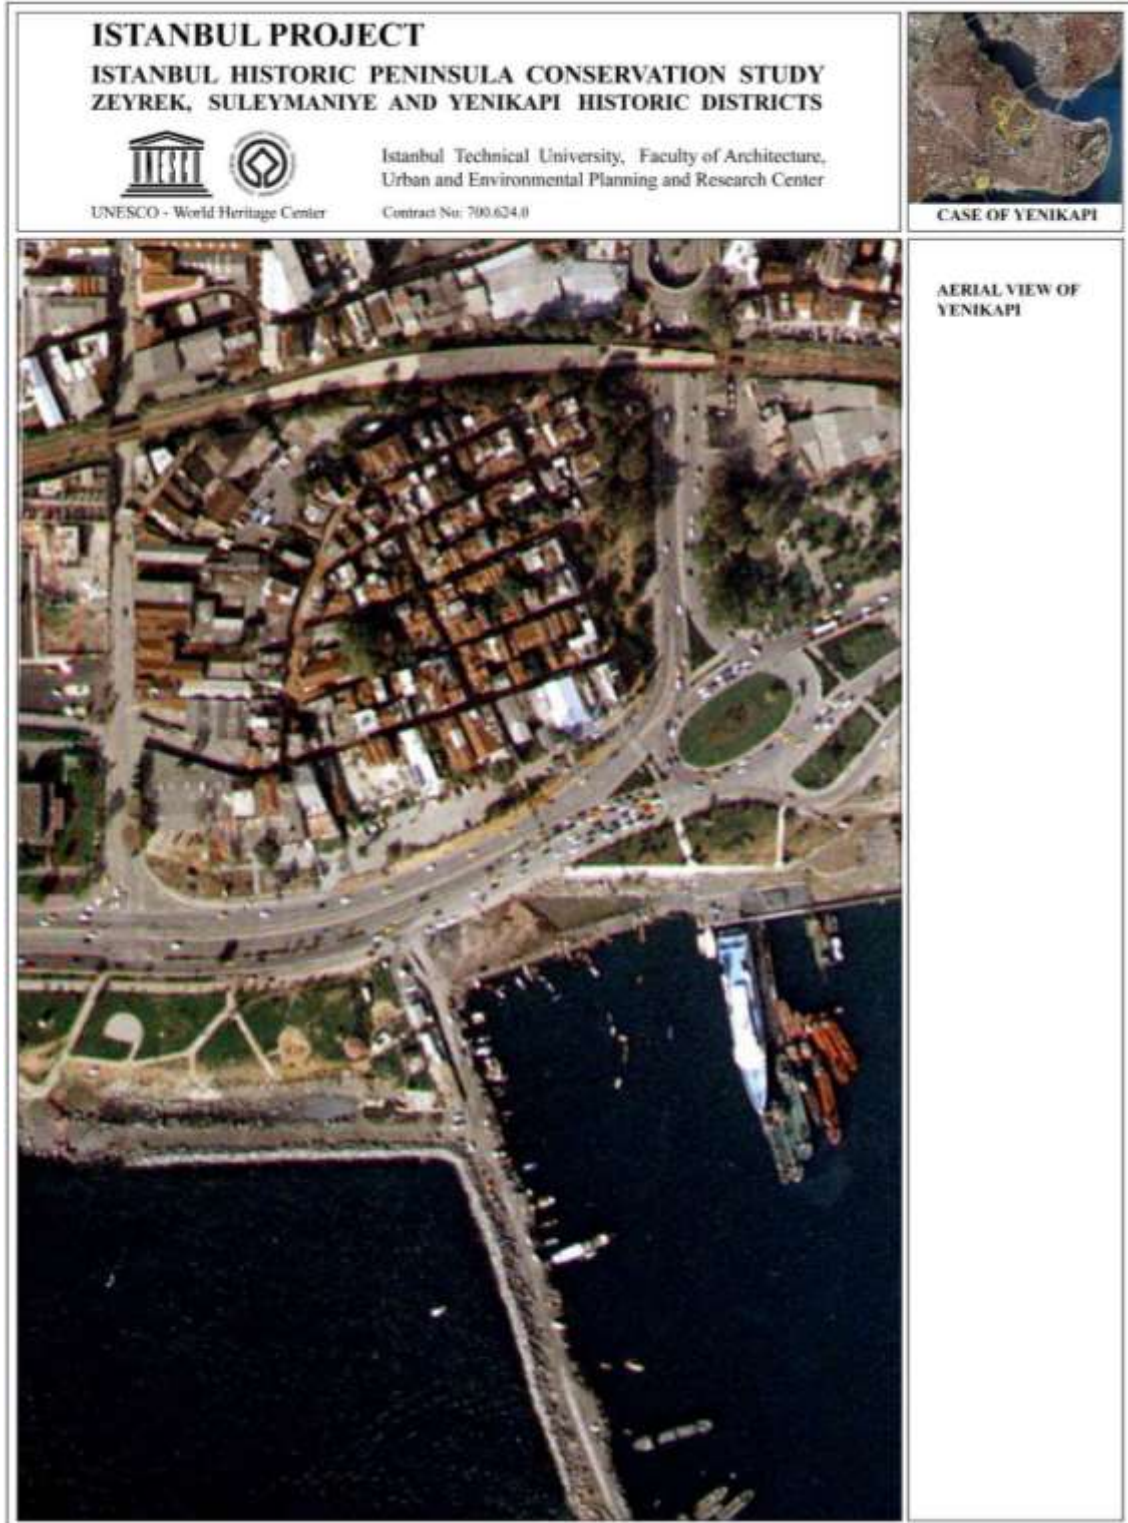 ISTANBUL PROJECT
ISTANBUL HISTORIC PENINSULA CONSERVATION STUDY
ZEYREK, SULEYMANIYE AND YENIKAPI HISTORIC DISTRICTS
UNESCO
Istanbul Technical University, Faculty of Architecture,
Urban and Environmental Planning and Research Center
UNESCO - World Heritage Center
Contract No: 700.624.0
CASE OF YENIKAPI
AERIAL VIEW OF
YENIKAPI